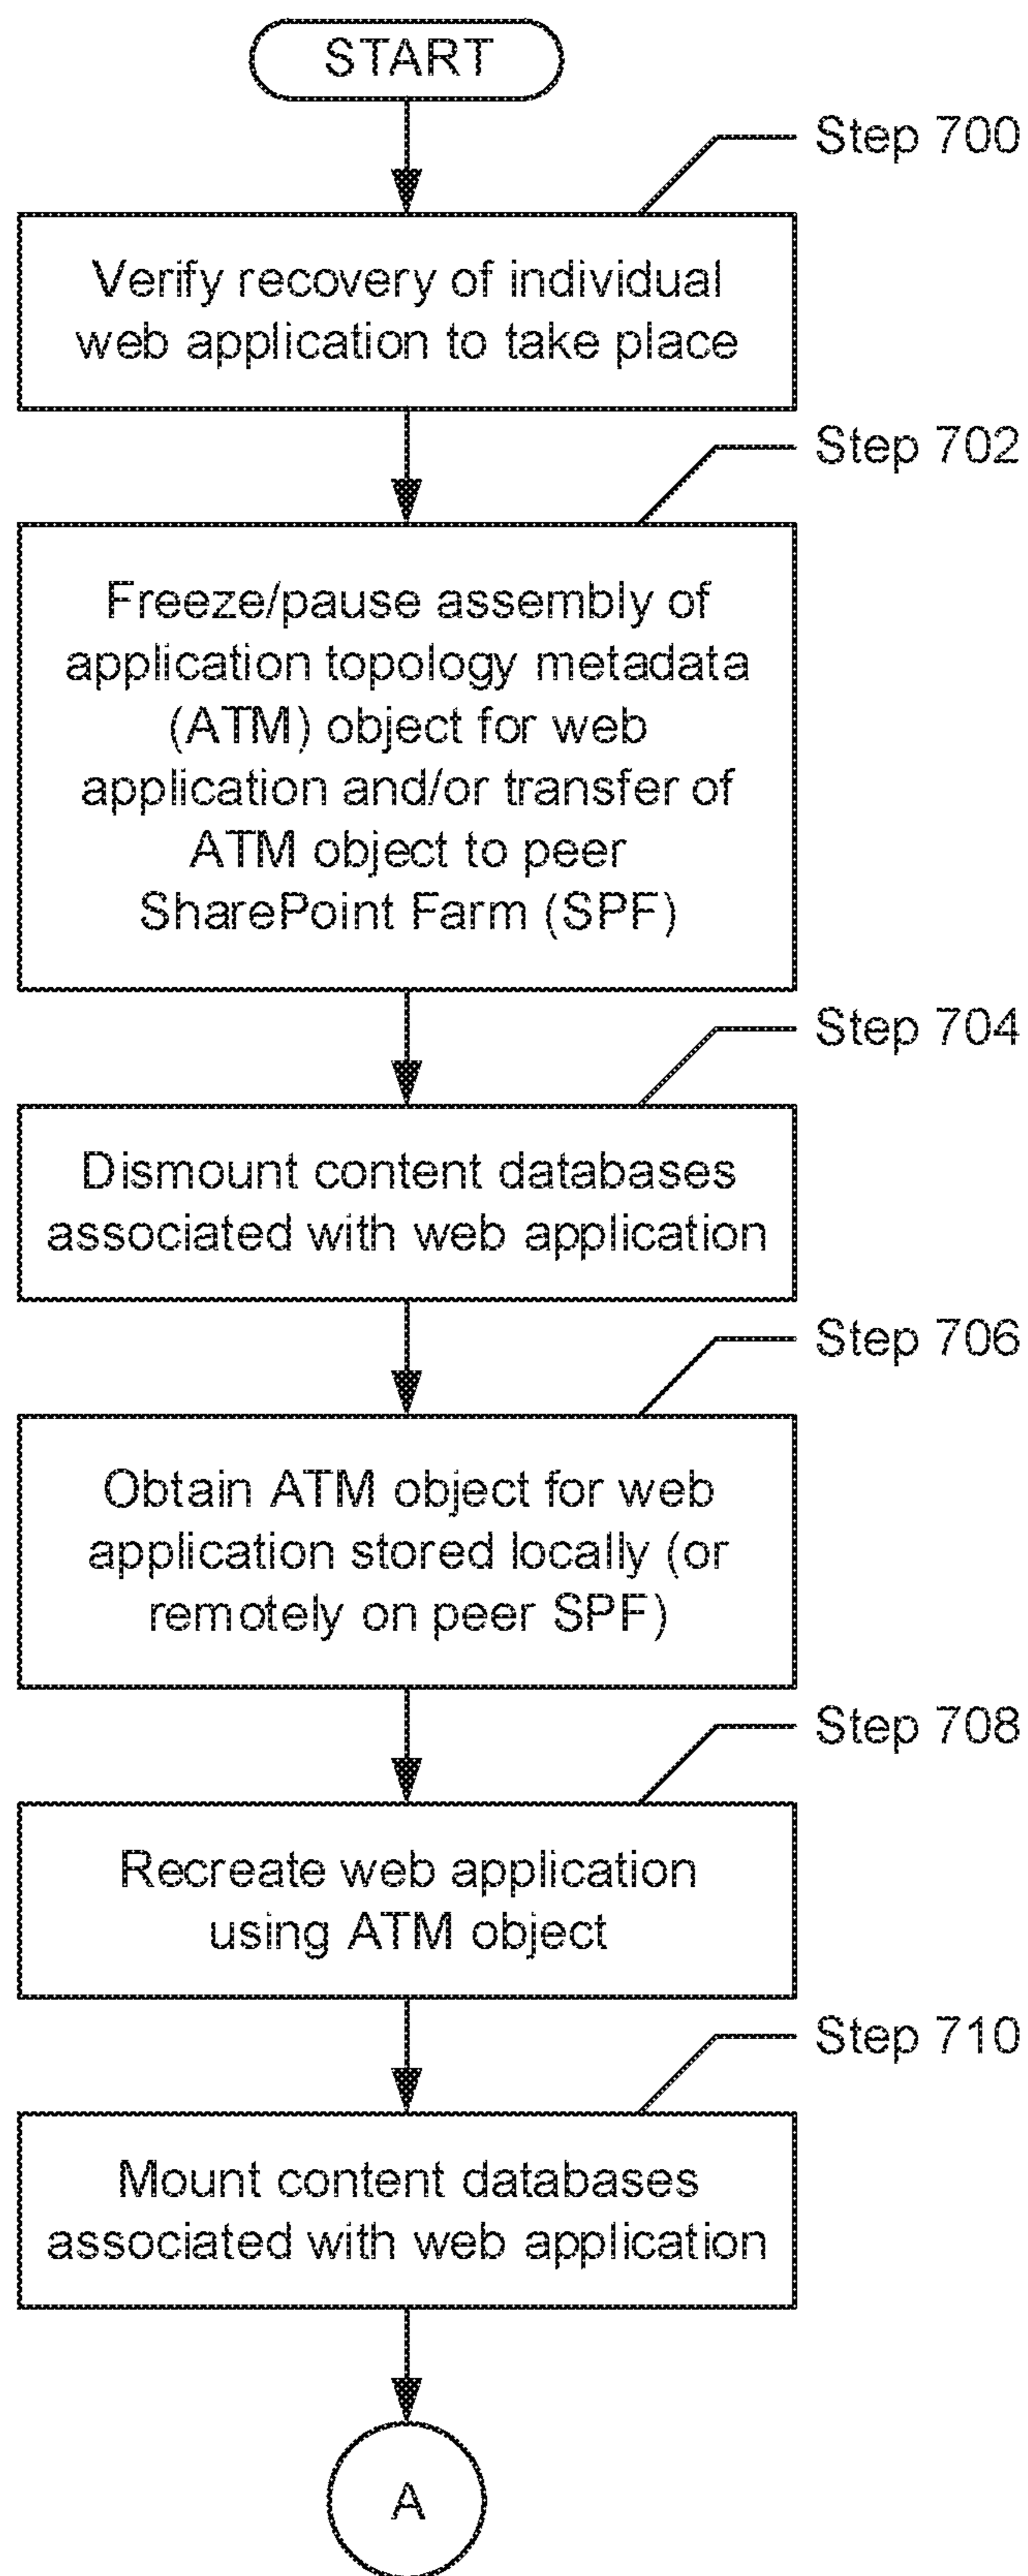 START
Step 700
Verify recovery of individual
web application to take place
Step 702
Freeze/pause assembly of
application topology metadata
(ATM) object for web
application and/or transfer of
ATM object to peer
SharePoint Farm (SPF)
Step 704
Dismount content databases
associated with web application
Step 706
Obtain ATM object for web
application stored locally (or
remotely on peer SPF)
Step 708
Recreate web application
using ATM object
Step 710
Mount content databases
associated with web application
A